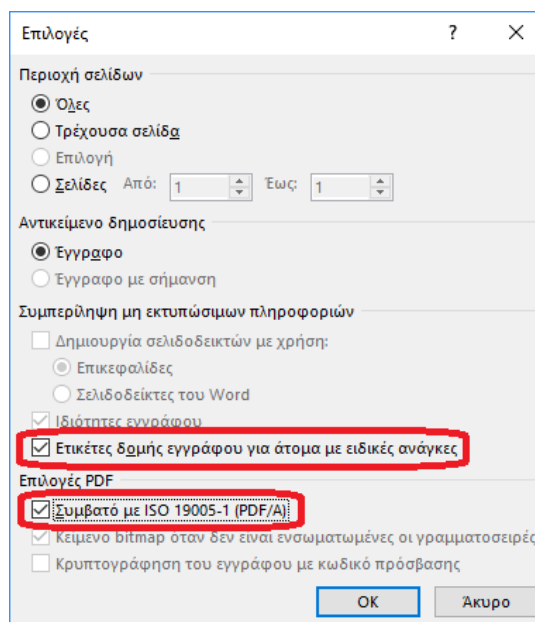 Επιλογές ? ×
Περιοχή σελίδων
Όλες
Τρέχουσα σελίδα
Επιλογή
Σελίδες Από: 1 Έως: 1
Αντικείμενο δημοσίευσης
Έγγραφο
Έγγραφο με σήμανση
Συμπερίληψη μη εκτυπώσιμων πληροφοριών
Δημιουργία σελιδοδεικτών με χρήση:
Επικεφαλίδες
Σελιδοδείκτες του Word
Ιδιότητες εγγράφου
Ετικέτες δομής εγγράφου για άτομα με ειδικές ανάγκες
Επιλογές PDF
Συμβατό με ISO 19005-1 (PDF/A)
Κείμενο bitmap όταν δεν είναι ενσωματωμένες οι γραμματοσειρές
Κρυπτογράφηση του εγγράφου με κωδικό πρόσβασης
OK Άκυρο